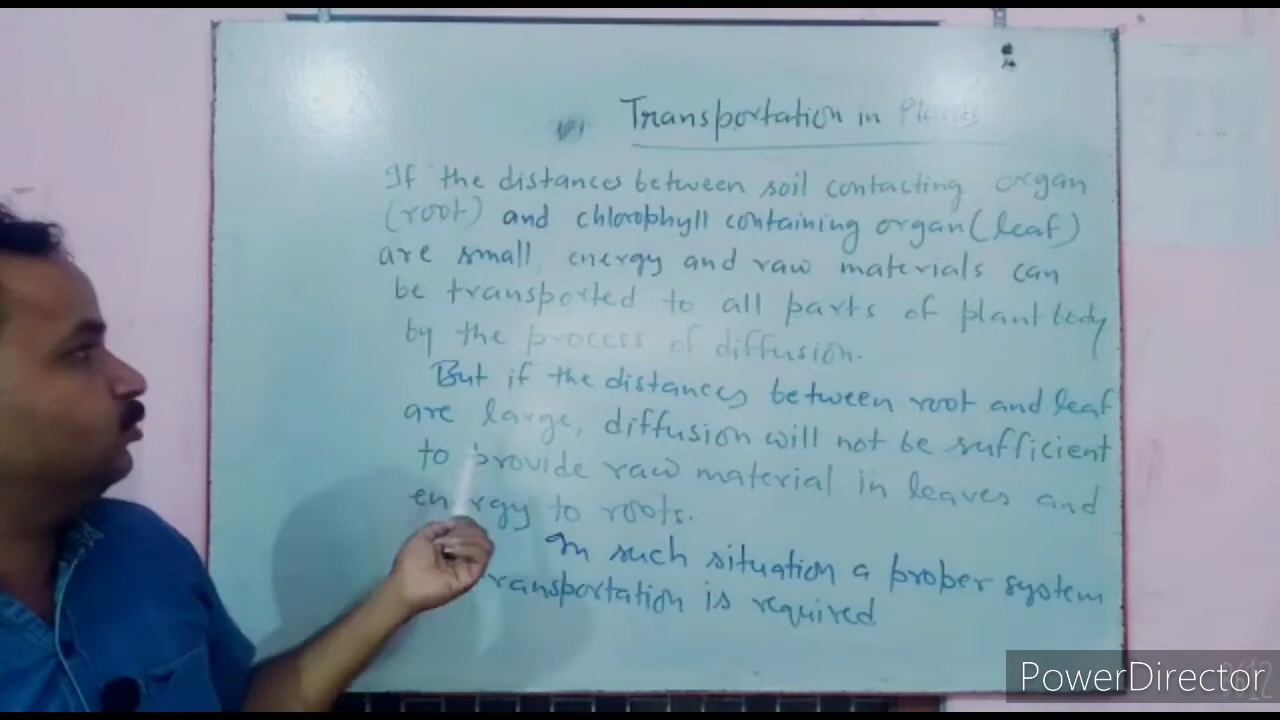 Transportation in Plants
If the distances between soil contacting organ
(root) and chlorophyll containing organ (leaf)
are small, energy and raw materials can
be transported to all parts of plant body
by the process of diffusion.
But if the distances between root and leaf
are large, diffusion will not be sufficient
to provide raw material in leaves and
energy to roots.
In such situation a proper system
ransportation is required
PowerDirector